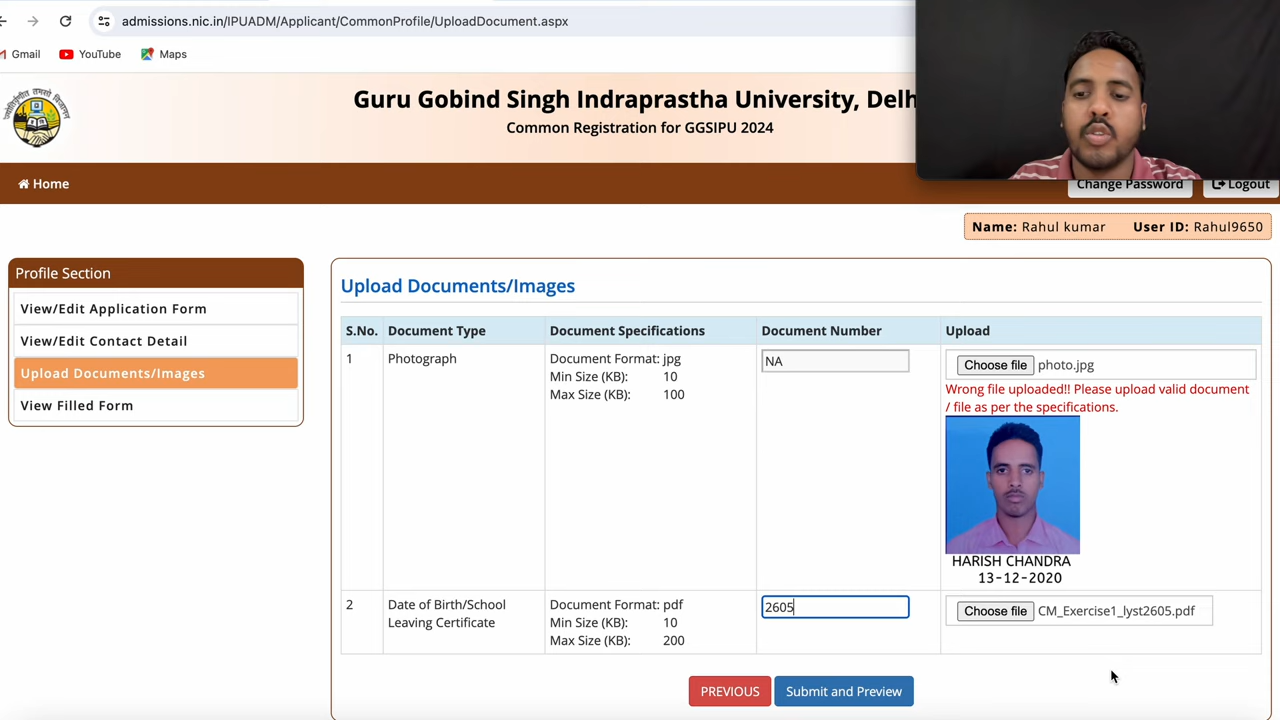 admissions.nic.in/IPUADM/Applicant/CommonProfile/UploadDocument.aspx
Gmail YouTube Maps
Guru Gobind Singh Indraprastha University, Delh
Common Registration for GGSIPU 2024
Home Change Password Logout
Name: Rahul kumar User ID: Rahul9650
Profile Section
View/Edit Application Form
View/Edit Contact Detail
Upload Documents/Images
View Filled Form
Upload Documents/Images
S.No. Document Type Document Specifications Document Number Upload
1 Photograph Document Format: jpg NA Choose file photo.jpg
Min Size (KB): 10
Max Size (KB): 100
Wrong file uploaded!! Please upload valid document
/ file as per the specifications.
HARISH CHANDRA
13-12-2020
2 Date of Birth/School Document Format: pdf 2605 Choose file CM_Exercise1_lyst2605.pdf
Leaving Certificate Min Size (KB): 10
Max Size (KB): 200
PREVIOUS Submit and Preview